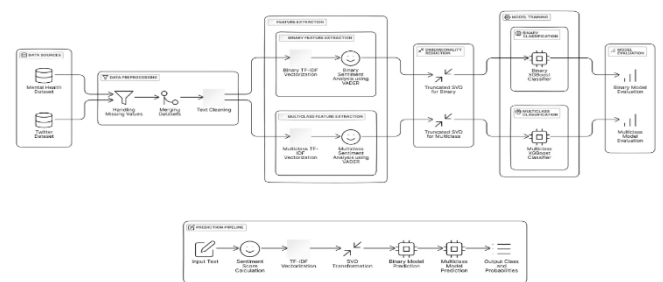 DATA SOURCES
Mental Health
Dataset
Twitter
Dataset
DATA PREPROCESSING
Handling
Missing Values
Merging
Datasets
Text Cleaning
FEATURE EXTRACTION
BINARY FEATURE EXTRACTION
Binary TF-IDF
Vectorization
Binary
Sentiment
Analysis using
VADER
MULTICLASS FEATURE EXTRACTION
Multiclass TF-
IDF
Vectorization
Multiclass
Sentiment
Analysis using
VADER
DIMENSIONALITY
REDUCTION
Truncated SVD
for Binary
Truncated SVD
for Multiclass
MODEL TRAINING
BINARY
CLASSIFICATION
Binary
XGBoost
Classifier
MULTICLASS
CLASSIFICATION
Multiclass
XGBoost
Classifier
MODEL
EVALUATION
Binary Model
Evaluation
Multiclass
Model
Evaluation
PREDICTION PIPELINE
Input Text
Sentiment
Score
Calculation
TF-IDF
Vectorization
SVD
Transformation
Binary Model
Prediction
Multiclass
Model
Prediction
Output Class
and
Probabilities